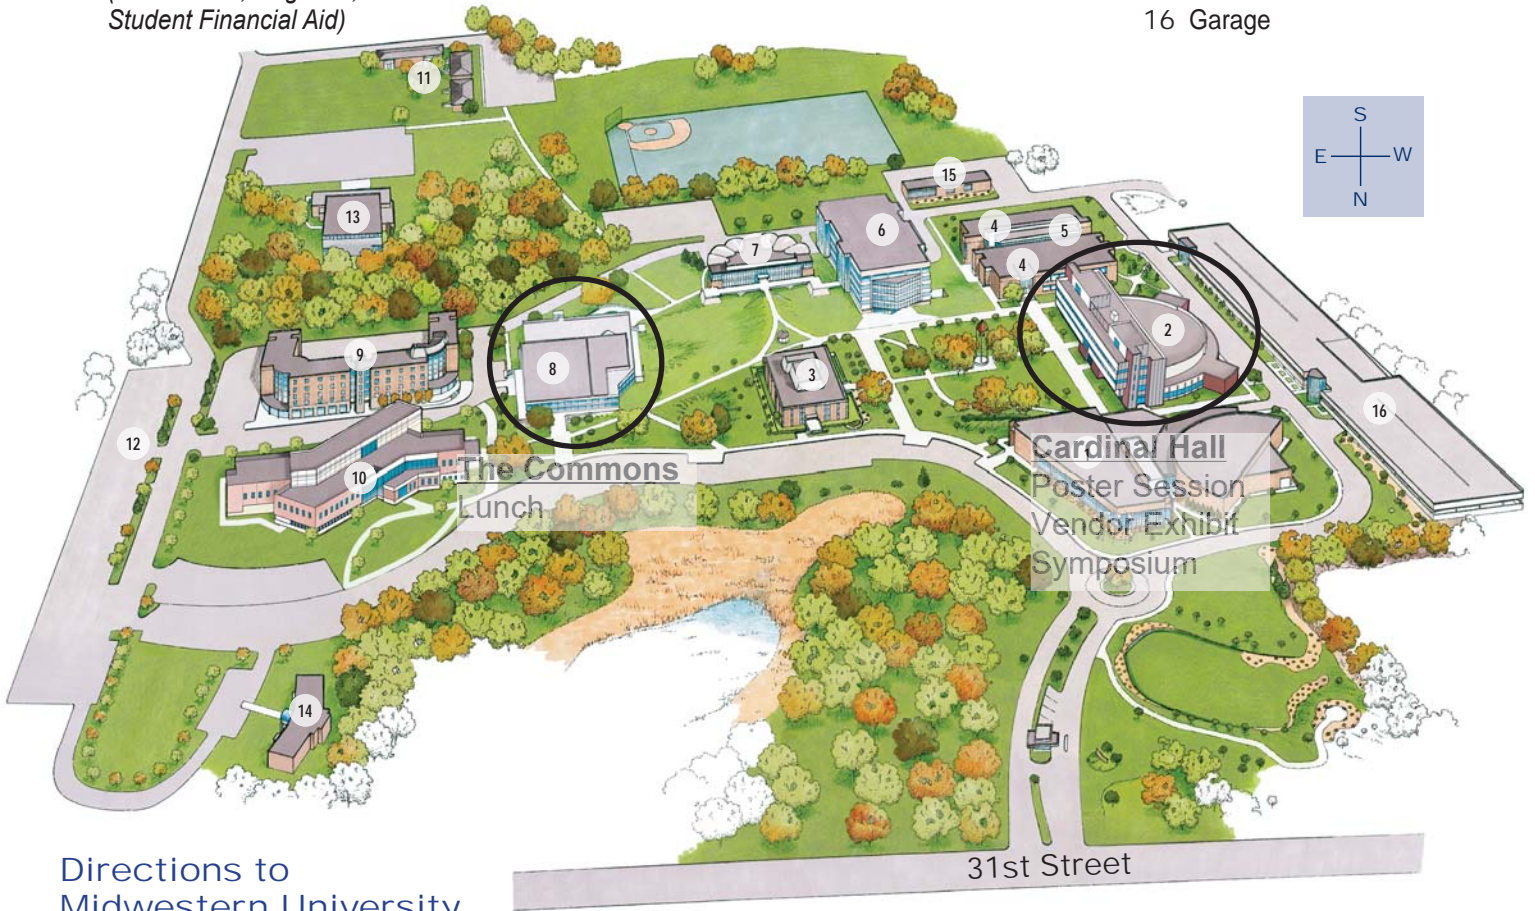 Student Financial Aid)
16 Garage
S
E W
N
11
15
13
6
4
5
7
4
2
9
8
3
16
12
1
10
The Commons
Lunch
Cardinal Hall
Poster Session
Vendor Exhibit
Symposium
14
31st Street
Directions to
Midwestern University